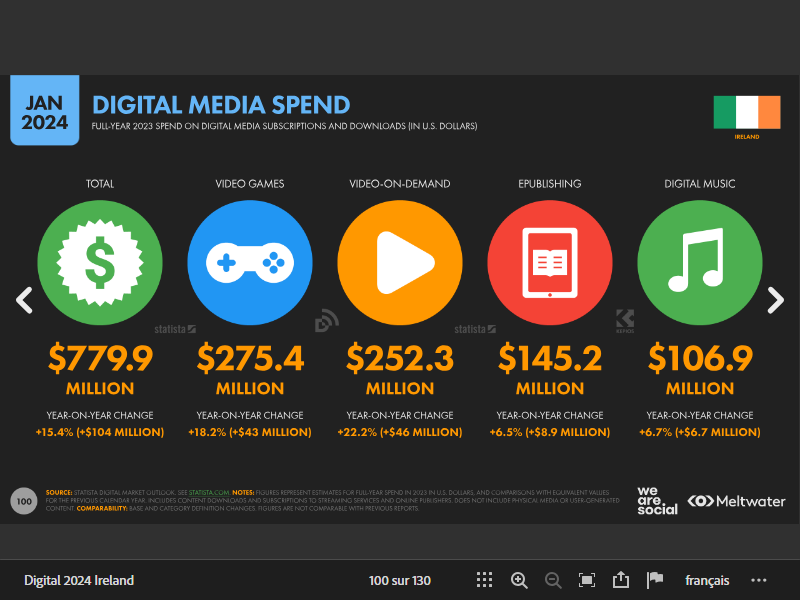 JAN
2024
DIGITAL MEDIA SPEND
FULL-YEAR 2023 SPEND ON DIGITAL MEDIA SUBSCRIPTIONS AND DOWNLOADS (IN U.S. DOLLARS)
IRELAND
TOTAL
VIDEO GAMES
VIDEO-ON-DEMAND
EPUBLISHING
DIGITAL MUSIC
$
statista
statista
KEPIOS
$779.9
MILLION
YEAR-ON-YEAR CHANGE
+15.4% (+$104 MILLION)
$275.4
MILLION
YEAR-ON-YEAR CHANGE
+18.2% (+$43 MILLION)
$252.3
MILLION
YEAR-ON-YEAR CHANGE
+22.2% (+$46 MILLION)
$145.2
MILLION
YEAR-ON-YEAR CHANGE
+6.5% (+$8.9 MILLION)
$106.9
MILLION
YEAR-ON-YEAR CHANGE
+6.7% (+$6.7 MILLION)
100
SOURCE: STATISTA DIGITAL MARKET OUTLOOK. SEE STATISTA.COM. NOTES: FIGURES REPRESENT ESTIMATES FOR FULL-YEAR SPEND IN 2023 IN U.S. DOLLARS, AND COMPARISONS WITH EQUIVALENT VALUES
FOR THE PREVIOUS CALENDAR YEAR. INCLUDES CONTENT DOWNLOADS AND SUBSCRIPTIONS TO STREAMING SERVICES AND ONLINE PUBLISHERS. DOES NOT INCLUDE PHYSICAL MEDIA OR USER-GENERATED
CONTENT. COMPARABILITY: BASE AND CATEGORY DEFINITION CHANGES. FIGURES ARE NOT COMPARABLE WITH PREVIOUS REPORTS.
we
are.
social
Meltwater
Digital 2024 Ireland
100 sur 130
français